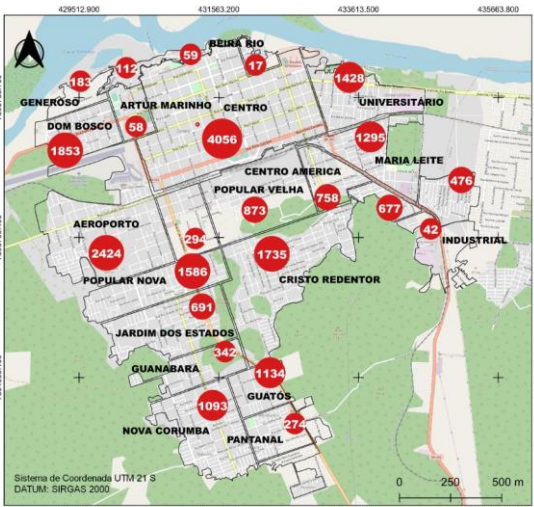 429512.900 431563.200 433613.500 435663.800
BEIRA RIO
59
17
112
1428
183
GENEROSO
ARTUR MARINHO
CENTRO
UNIVERSITÁRIO
DOM BOSCO
58
4056
1295
1853
MARIA LEITE
CENTRO AMERICA
476
POPULAR VELHA
758
873
677
AEROPORTO
42
294
INDUSTRIAL
2424
1735
1586
POPULAR NOVA
CRISTO REDENTOR
691
JARDIM DOS ESTADOS
342
GUANABARA
1134
GUATÓS
1093
274
NOVA CORUMBA
PANTANAL
Sistema de Coordenada UTM 21 S
DATUM: SIRGAS 2000
0 250 500 m